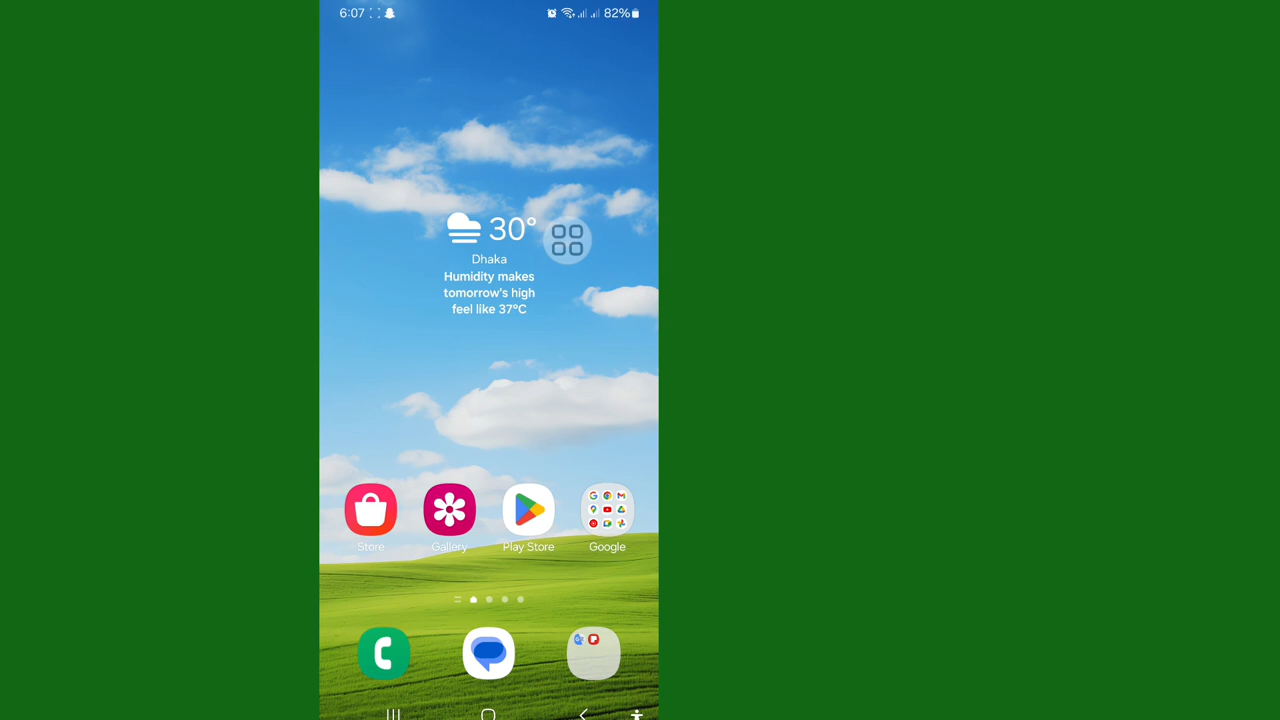 6:07
82%
30°
Dhaka
Humidity makes
tomorrow's high
feel like 37°C
Store
Gallery
Play Store
Google